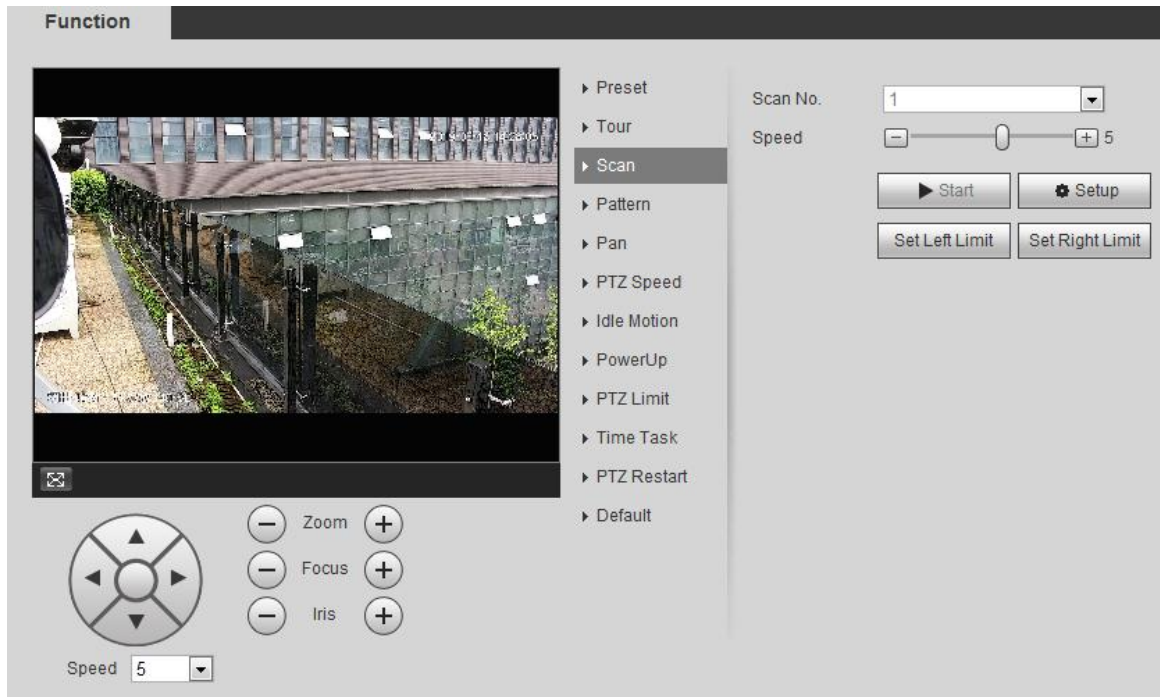 Function
Preset
Tour
Scan
Pattern
Pan
PTZ Speed
Idle Motion
PowerUp
PTZ Limit
Time Task
PTZ Restart
Default
Scan No. 1
Speed 5
Start Setup
Set Left Limit Set Right Limit
Zoom
Focus
Iris
Speed 5